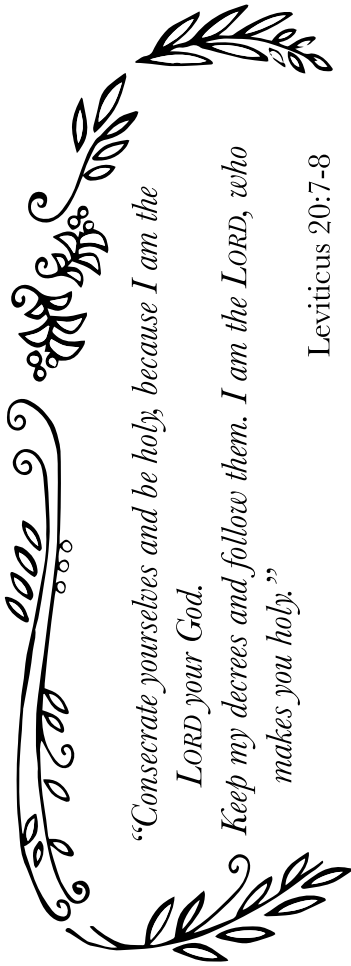 “Consecrate yourselves and be holy, because I am the
LORD your God.
Keep my decrees and follow them. I am the LORD, who
makes you holy.”
Leviticus 20:7-8